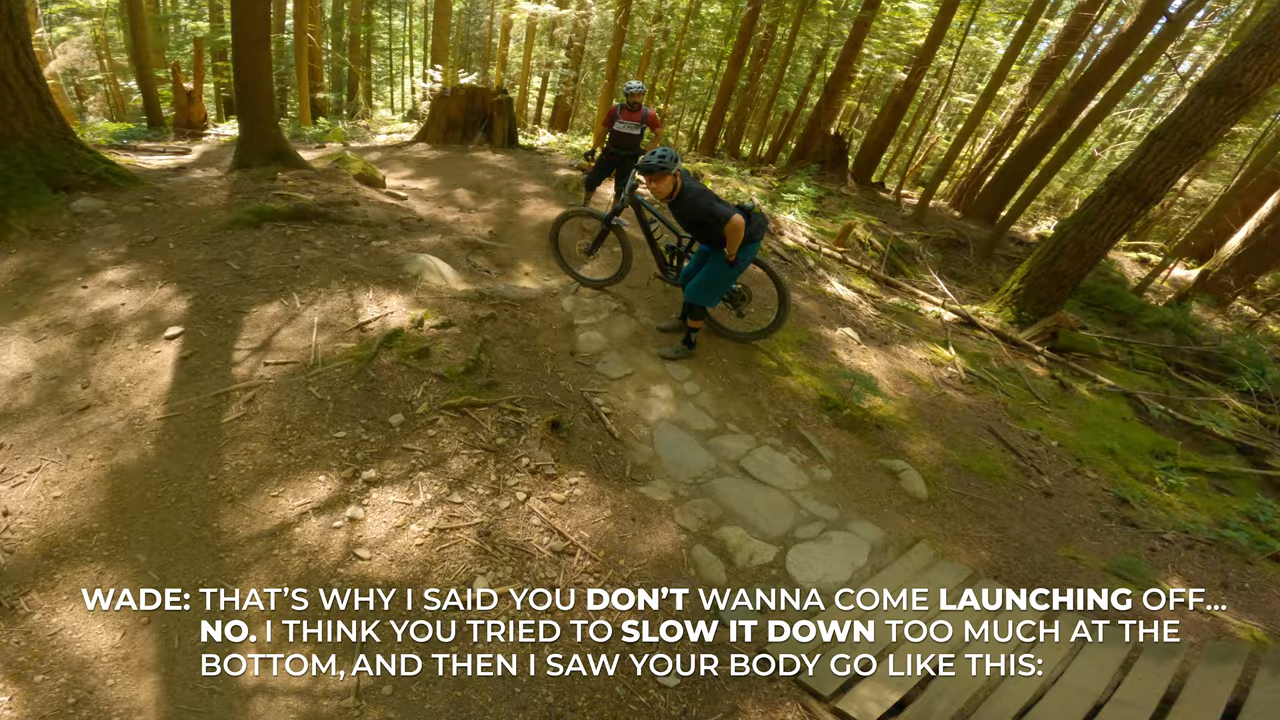 WADE: THAT'S WHY I SAID YOU DON'T WANNA COME LAUNCHING OFF...
NO. I THINK YOU TRIED TO SLOW IT DOWN TOO MUCH AT THE
BOTTOM, AND THEN I SAW YOUR BODY GO LIKE THIS: